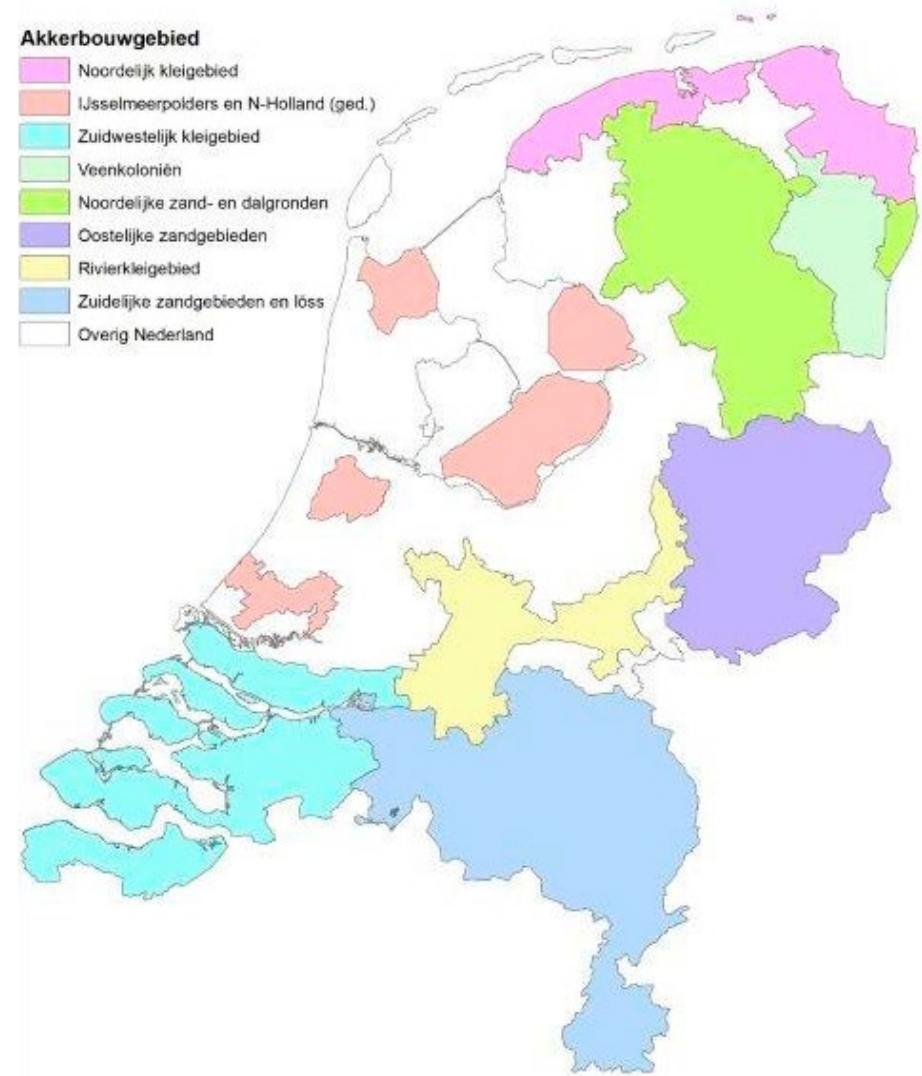 Akkerbouwgebied
Noordelijk kleigebied
IJsselmeerpolders en N-Holland (ged.)
Zuidwestelijk kleigebied
Veenkoloniën
Noordelijke zand- en dalgronden
Oostelijke zandgebieden
Rivierkleigebied
Zuidelijke zandgebieden en löss
Overig Nederland